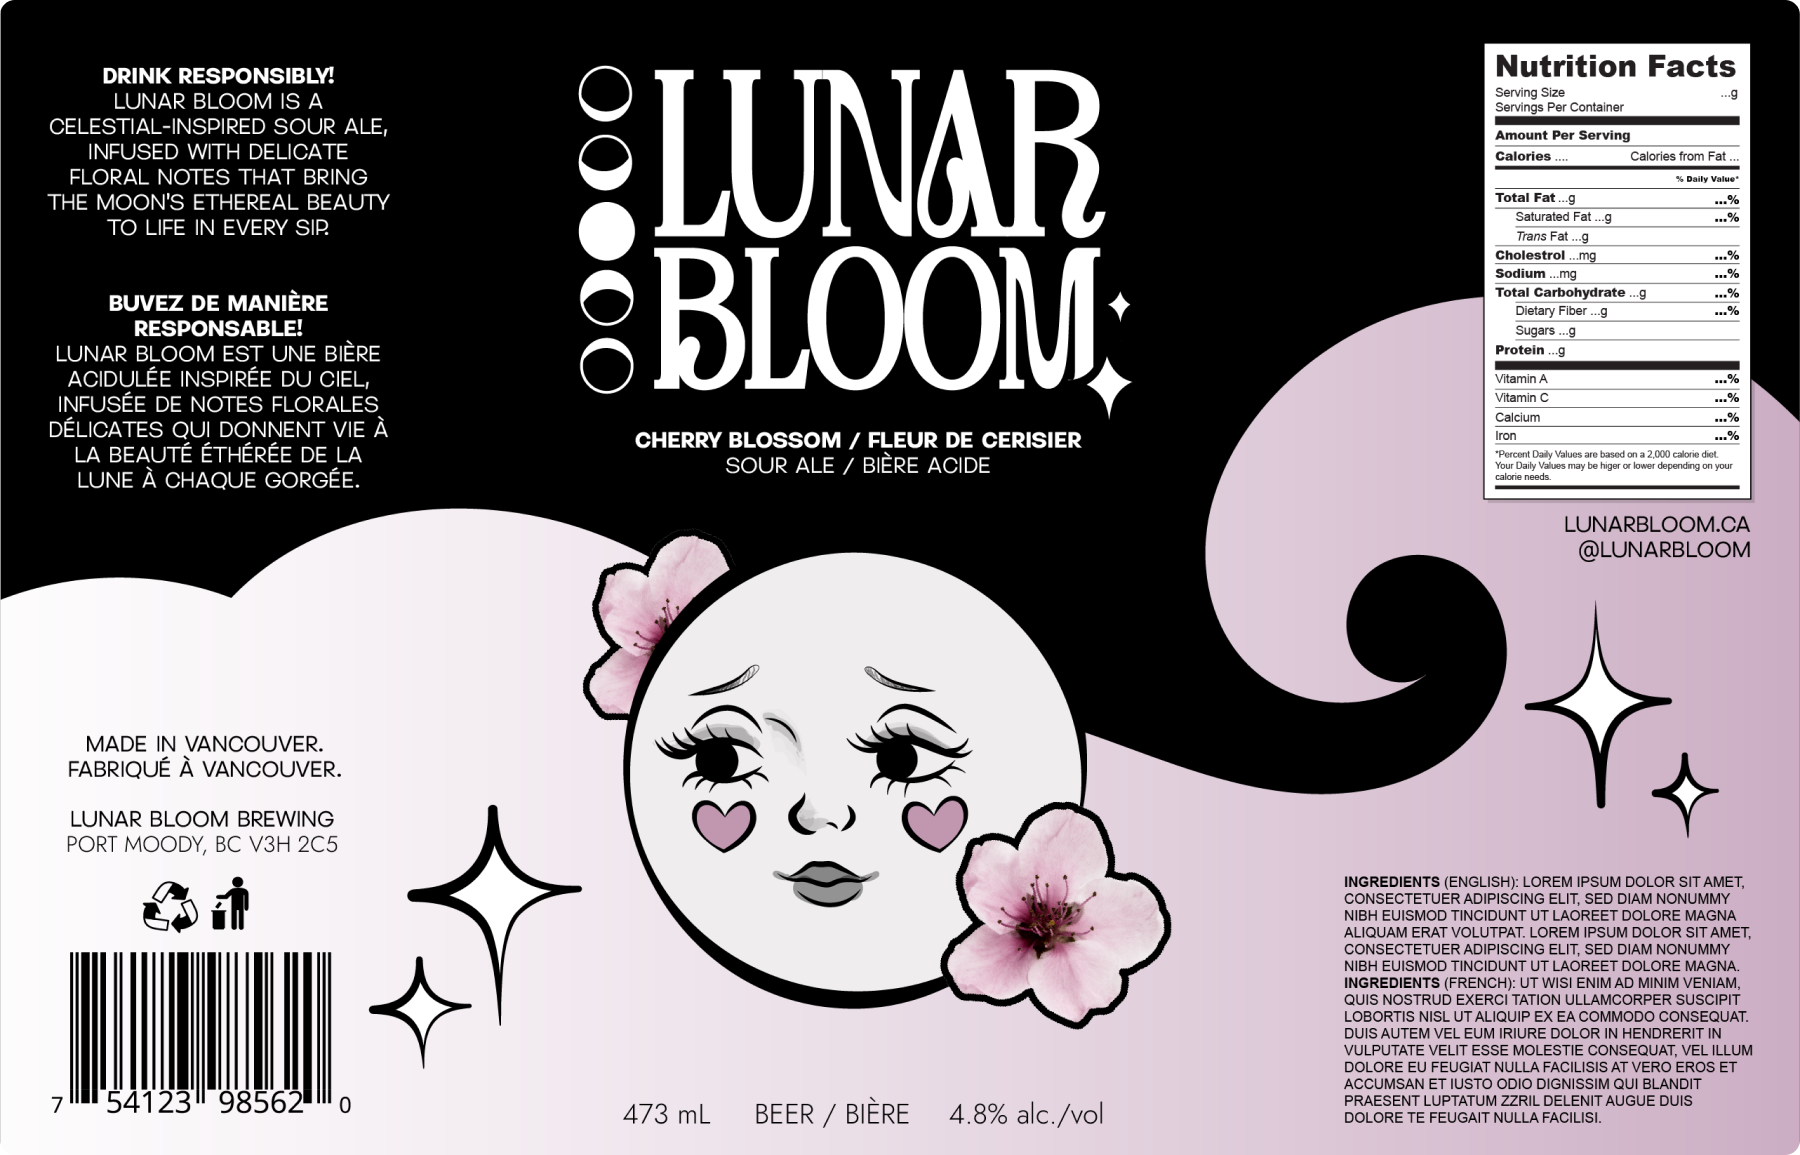 DRINK RESPONSIBLY!
LUNAR BLOOM IS A
CELESTIAL-INSPIRED SOUR ALE,
INFUSED WITH DELICATE
FLORAL NOTES THAT BRING
THE MOON'S ETHEREAL BEAUTY
TO LIFE IN EVERY SIP.
BUVEZ DE MANIÈRE
RESPONSABLE!
LUNAR BLOOM EST UNE BIÈRE
ACIDULÉE INSPIRÉE DU CIEL,
INFUSÉE DE NOTES FLORALES
DÉLICATES QUI DONNENT VIE À
LA BEAUTÉ ÉTHÉRÉE DE LA
LUNE À CHAQUE GORGÉE.
MADE IN VANCOUVER.
FABRIQUÉ À VANCOUVER.
LUNAR BLOOM BREWING
PORT MOODY, BC V3H 2C5
7 54123 98562 0
LUNAR
BLOOM
CHERRY BLOSSOM / FLEUR DE CERISIER
SOUR ALE / BIÈRE ACIDE
473 mL BEER / BIÈRE 4.8% alc./vol
Nutrition Facts
Serving Size ...g
Servings Per Container
Amount Per Serving
Calories .... Calories from Fat ...
% Daily Value*
Total Fat ...g ...%
Saturated Fat ...g ...%
Trans Fat ...g
Cholestrol ...mg ...%
Sodium ...mg ...%
Total Carbohydrate ...g ...%
Dietary Fiber ...g ...%
Sugars ...g
Protein ...g
Vitamin A ...%
Vitamin C ...%
Calcium ...%
Iron ...%
*Percent Daily Values are based on a 2,000 calorie diet.
Your Daily Values may be higer or lower depending on your
calorie needs.
LUNARBLOOM.CA
@LUNARBLOOM
INGREDIENTS (ENGLISH): LOREM IPSUM DOLOR SIT AMET,
CONSECTETUER ADIPISCING ELIT, SED DIAM NONUMMY
NIBH EUISMOD TINCIDUNT UT LAOREET DOLORE MAGNA
ALIQUAM ERAT VOLUTPAT. LOREM IPSUM DOLOR SIT AMET,
CONSECTETUER ADIPISCING ELIT, SED DIAM NONUMMY
NIBH EUISMOD TINCIDUNT UT LAOREET DOLORE MAGNA.
INGREDIENTS (FRENCH): UT WISI ENIM AD MINIM VENIAM,
QUIS NOSTRUD EXERCI TATION ULLAMCORPER SUSCIPIT
LOBORTIS NISL UT ALIQUIP EX EA COMMODO CONSEQUAT.
DUIS AUTEM VEL EUM IRIURE DOLOR IN HENDRERIT IN
VULPUTATE VELIT ESSE MOLESTIE CONSEQUAT, VEL ILLUM
DOLORE EU FEUGIAT NULLA FACILISIS AT VERO EROS ET
ACCUMSAN ET IUSTO ODIO DIGNISSIM QUI BLANDIT
PRAESENT LUPTATUM ZZRIL DELENIT AUGUE DUIS
DOLORE TE FEUGAIT NULLA FACILISI.